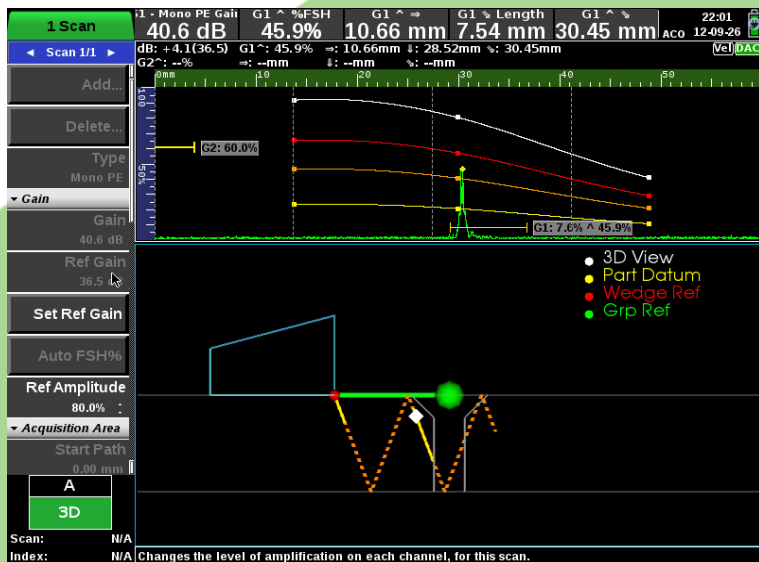 1 Scan
Scan 1/1
Add...
Delete...
Type
Mono PE
Gain
Gain
40.6 dB
Ref Gain
36.5
Set Ref Gain
Auto FSH%
Ref Amplitude
80.0%
Acquisition Area
Start Path
0.00 mm
A
3D
Scan: N/A
Index: N/A
1 - Mono PE Gain
40.6 dB
G1 ^ %FSH
45.9%
G1 ^ ⇒
10.66 mm
G1 ⇘ Length
7.54 mm
G1 ^ ⇘
30.45 mm
ACO
22:01
12-09-26
dB: +4.1(36.5) G1^: 45.9% ⇒: 10.66mm ⇓: 28.52mm ⇘: 30.45mm
G2^: --% ⇒: --mm ⇓: --mm ⇘: --mm
Vel DAC
0mm 10 20 30 40 50
100
50%
G2: 60.0%
G1: 7.6% ^ 45.9%
3D View
Part Datum
Wedge Ref
Grp Ref
Changes the level of amplification on each channel, for this scan.